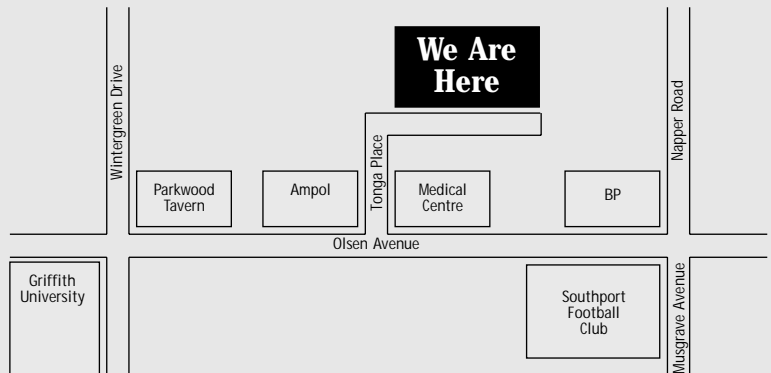 We Are
Here
Wintergreen Drive
Napper Road
Tonga Place
Parkwood
Tavern
Ampol
Medical
Centre
BP
Olsen Avenue
Griffith
University
Southport
Football
Club
Musgrave Avenue